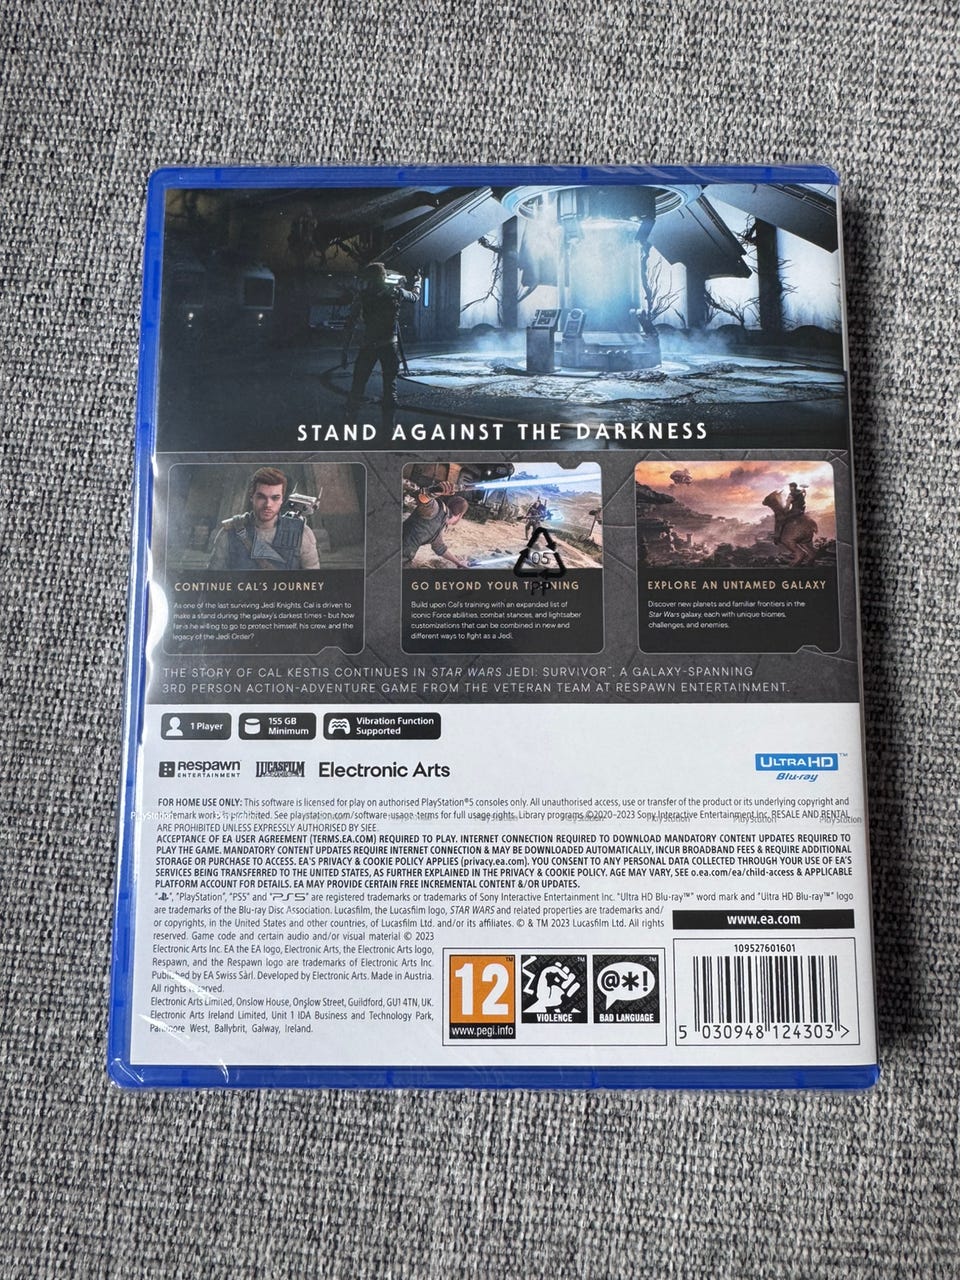 STAND AGAINST THE DARKNESS
CONTINUE CAL'S JOURNEY
As one of the last surviving Jedi Knights, Cal is driven to
make a stand during the galaxy's darkest times - but how
far is he willing to go to protect himself, his crew, and the
legacy of the Jedi Order?
05
PP
GO BEYOND YOUR TRAINING
Build upon Cal's training with an expanded list of
iconic Force abilities, combat stances, and lightsaber
customizations that can be combined in new and
different ways to fight as a Jedi.
EXPLORE AN UNTAMED GALAXY
Discover new planets and familiar frontiers in the
Star Wars galaxy, each with unique biomes,
challenges, and enemies.
THE STORY OF CAL KESTIS CONTINUES IN STAR WARS JEDI: SURVIVOR™, A GALAXY-SPANNING
3RD PERSON ACTION-ADVENTURE GAME FROM THE VETERAN TEAM AT RESPAWN ENTERTAINMENT.
1 Player
155 GB
Minimum
Vibration Function
Supported
Respawn
ENTERTAINMENT
LUCASFILM
Electronic Arts
ULTRA HD™
Blu-ray
FOR HOME USE ONLY: This software is licensed for play on authorised PlayStation®5 consoles only. All unauthorised access, use or transfer of the product or its underlying copyright and
trademark works is prohibited. See playstation.com/software usage terms for full usage rights. Library programs ©2020-2023 Sony Interactive Entertainment Inc. RESALE AND RENTAL
ARE PROHIBITED UNLESS EXPRESSLY AUTHORISED BY SIEE.
PlayStation PlayStation PlayStation PlayStation PlayStation PlayStation
ACCEPTANCE OF EA USER AGREEMENT (TERMS.EA.COM) REQUIRED TO PLAY. INTERNET CONNECTION REQUIRED TO DOWNLOAD MANDATORY CONTENT UPDATES REQUIRED TO
PLAY THE GAME. MANDATORY CONTENT UPDATES REQUIRE INTERNET CONNECTION & MAY BE DOWNLOADED AUTOMATICALLY, INCUR BROADBAND FEES & REQUIRE ADDITIONAL
STORAGE OR PURCHASE TO ACCESS. EA'S PRIVACY & COOKIE POLICY APPLIES (privacy.ea.com). YOU CONSENT TO ANY PERSONAL DATA COLLECTED THROUGH YOUR USE OF EA'S
SERVICES BEING TRANSFERRED TO THE UNITED STATES, AS FURTHER EXPLAINED IN THE PRIVACY & COOKIE POLICY. AGE MAY VARY, SEE o.ea.com/ea/child-access & APPLICABLE
PLATFORM ACCOUNT FOR DETAILS. EA MAY PROVIDE CERTAIN FREE INCREMENTAL CONTENT &/OR UPDATES.
"", "PlayStation", "PS5" and "PS5" are registered trademarks or trademarks of Sony Interactive Entertainment Inc. "Ultra HD Blu-ray™" word mark and "Ultra HD Blu-ray™" logo
are trademarks of the Blu-ray Disc Association. Lucasfilm, the Lucasfilm logo, STAR WARS and related properties are trademarks and/
or copyrights, in the United States and other countries, of Lucasfilm Ltd. and/or its affiliates. © & TM 2023 Lucasfilm Ltd. All rights
reserved. Game code and certain audio and/or visual material © 2023
Electronic Arts Inc. EA the EA logo, Electronic Arts, the Electronic Arts logo,
Respawn, and the Respawn logo are trademarks of Electronic Arts Inc.
Published by EA Swiss Sàrl. Developed by Electronic Arts. Made in Austria.
All rights reserved.
Electronic Arts Limited, Onslow House, Onslow Street, Guildford, GU1 4TN, UK.
Electronic Arts Ireland Limited, Unit 1 IDA Business and Technology Park,
Parkmore West, Ballybrit, Galway, Ireland.
www.ea.com
12™
www.pegi.info
VIOLENCE
@*!
BAD LANGUAGE
109527601601
5 030948 124303 >